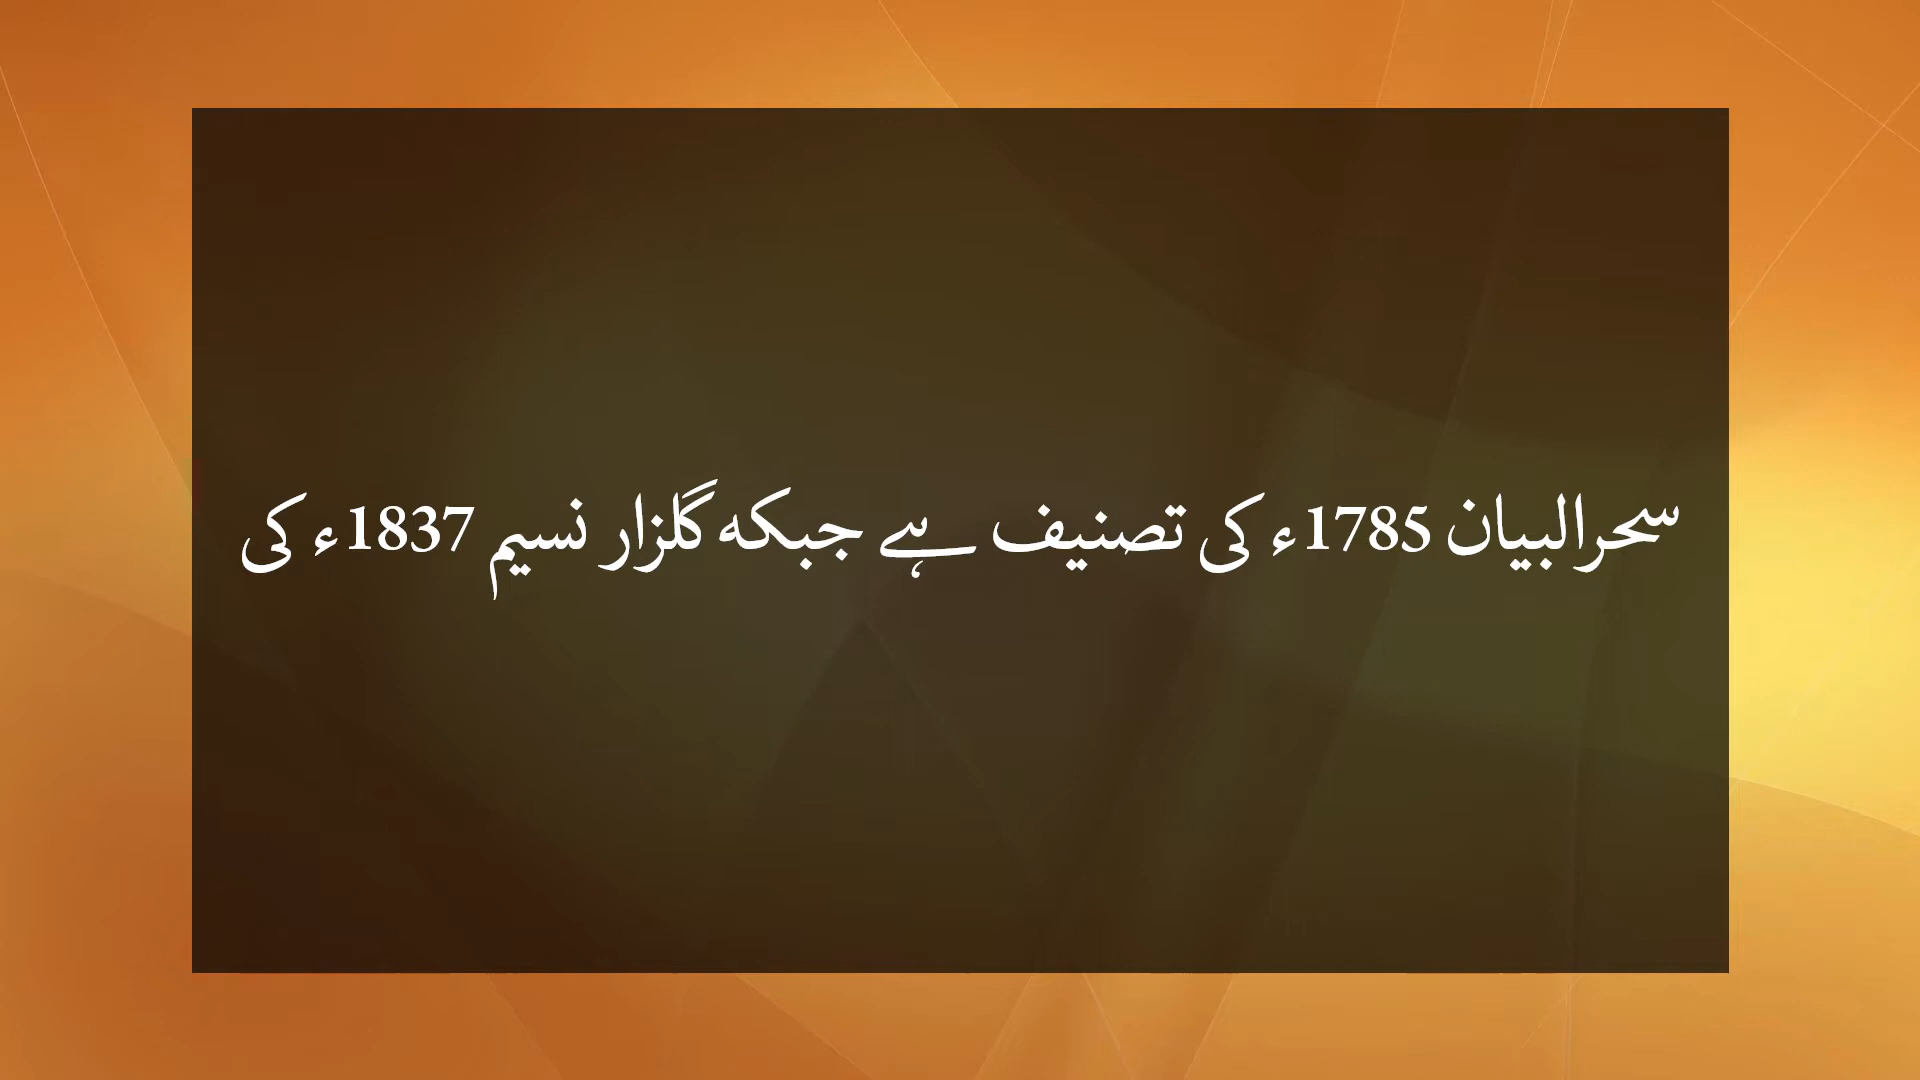 سحرالبیان 1785ء کی تصنیف ہے جبکہ گلزار نسیم 1837ء کی